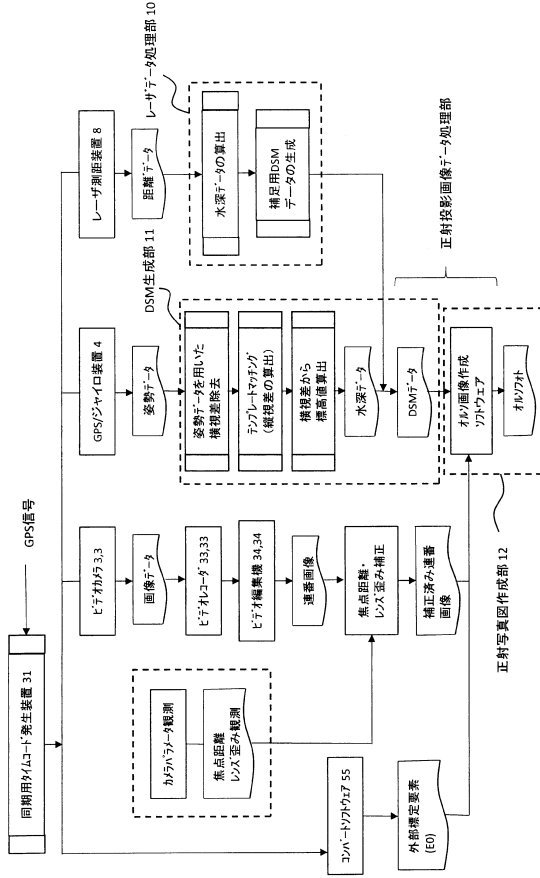 GPS信号
同期用タイムコード発生装置 31
ビデオカメラ 3,3
画像データ
ビデオレコーダ 33,33
ビデオ編集機 34,34
連番画像
焦点距離・
レンズ歪み補正
補正済み連番
画像
カメラパラメータ観測
焦点距離
レンズ歪み観測
コンバートソフトウェア 55
外部標定要素
(E0)
GPS/ジャイロ装置 4
姿勢データ
DSM生成部 11
姿勢データを用いた
横視差除去
テンプレートマッチング
(縦視差の算出)
横視差から
標高値算出
水深データ
DSMデータ
レーザ測距装置 8
距離データ
レーザデータ処理部 10
水深データの算出
補足用DSM
データの生成
正射投影画像データ処理部
オルソ画像作成
ソフトウェア
オルソフォト
正射写真図作成部 12